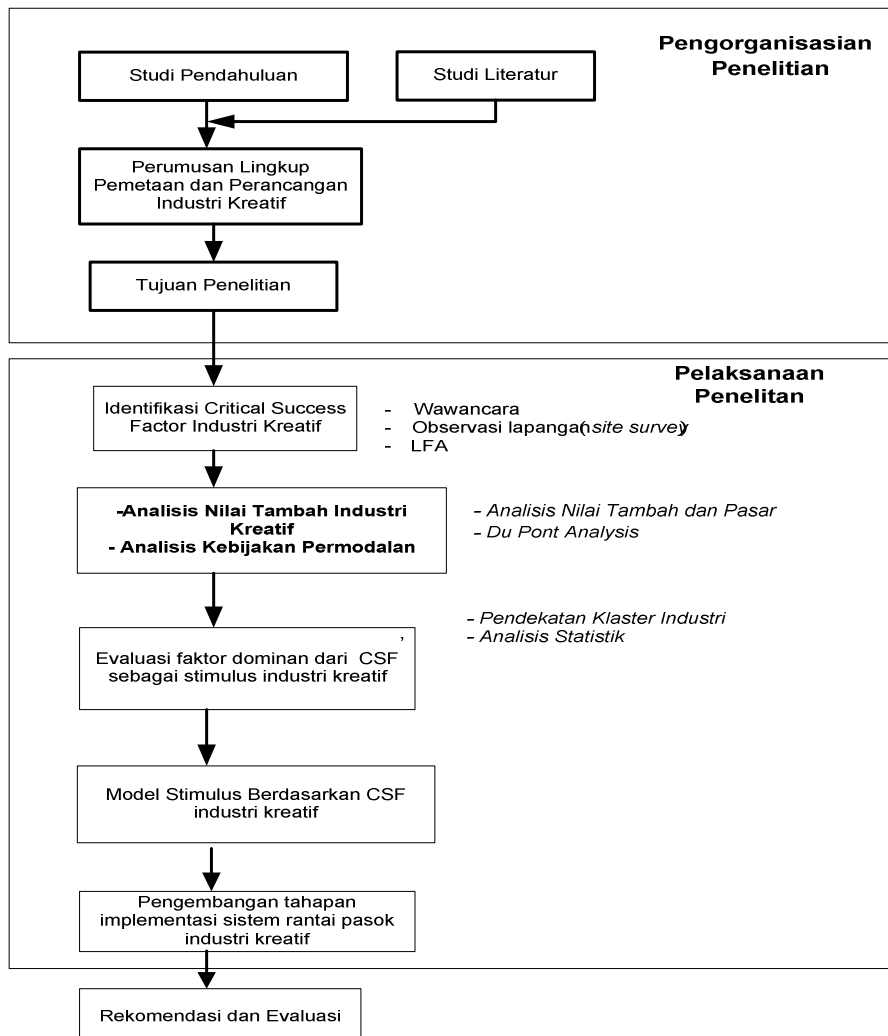 Pengorganisasian
Penelitian
Studi Pendahuluan
Studi Literatur
Perumusan Lingkup
Pemetaan dan Perancangan
Industri Kreatif
Tujuan Penelitian
Pelaksanaan
Penelitan
Identifikasi Critical Success
Factor Industri Kreatif
- Wawancara
- Observasi lapangan(site survey)
- LFA
-Analisis Nilai Tambah Industri
Kreatif
- Analisis Kebijakan Permodalan
- Analisis Nilai Tambah dan Pasar
- Du Pont Analysis
- Pendekatan Klaster Industri
- Analisis Statistik
,
Evaluasi faktor dominan dari CSF
sebagai stimulus industri kreatif
Model Stimulus Berdasarkan CSF
industri kreatif
Pengembangan tahapan
implementasi sistem rantai pasok
industri kreatif
Rekomendasi dan Evaluasi